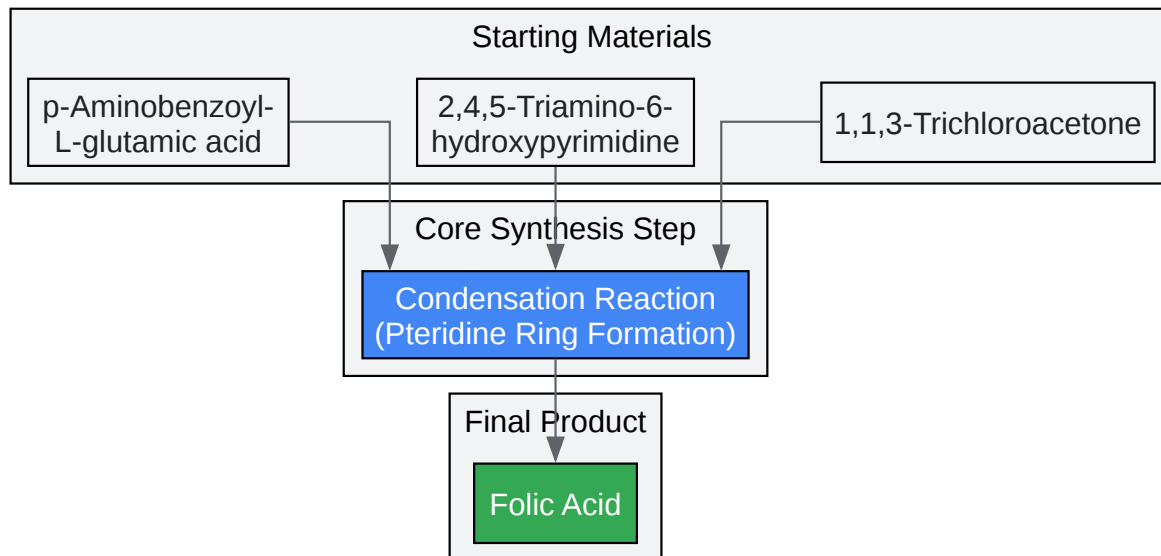 Starting Materials
p-Aminobenzoyl-
L-glutamic acid
2,4,5-Triamino-6-
hydroxypyrimidine
1,1,3-Trichloroacetone
Core Synthesis Step
Condensation Reaction
(Pteridine Ring Formation)
Final Product
Folic Acid